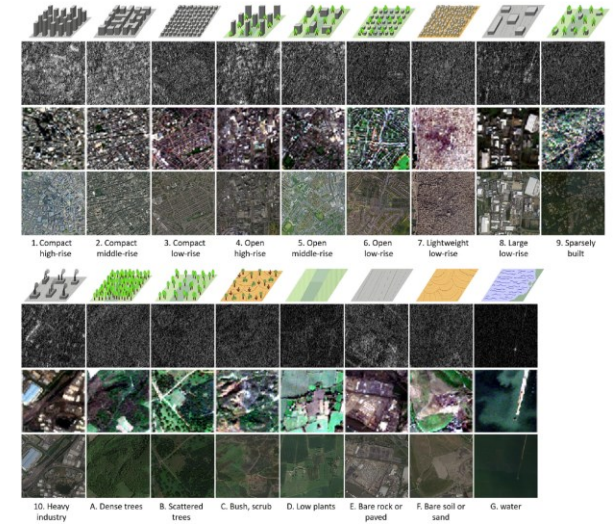 1. Compact high-rise
2. Compact middle-rise
3. Compact low-rise
4. Open high-rise
5. Open middle-rise
6. Open low-rise
7. Lightweight low-rise
8. Large low-rise
9. Sparsely built
10. Heavy industry
A. Dense trees
B. Scattered trees
C. Bush, scrub
D. Low plants
E. Bare rock or paved
F. Bare soil or sand
G. water